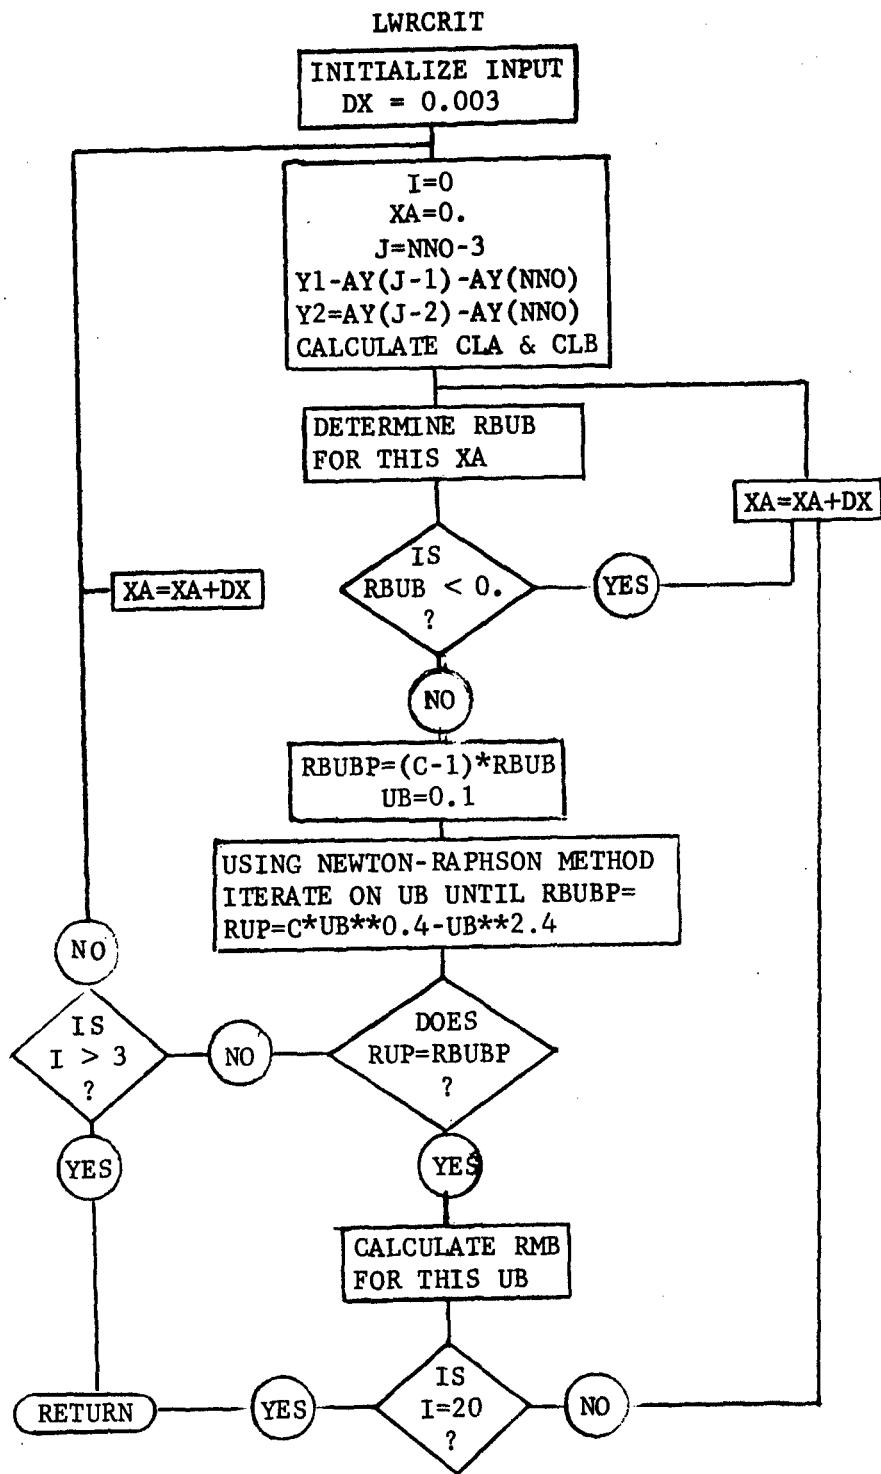 LWRCRIT
INITIALIZE INPUT
DX = 0.003
I=0
XA=0.
J=NNO-3
Y1-AY(J-1)-AY(NNO)
Y2=AY(J-2)-AY(NNO)
CALCULATE CLA & CLB
DETERMINE RBUB
FOR THIS XA
XA=XA+DX
IS
RBUB < 0.
?
YES
XA=XA+DX
NO
RBUBP=(C-1)*RBUB
UB=0.1
USING NEWTON-RAPHSON METHOD
ITERATE ON UB UNTIL RBUBP=
RUP=C*UB**0.4-UB**2.4
NO
IS
I > 3
?
NO
DOES
RUP=RBUBP
?
YES
YES
CALCULATE RMB
FOR THIS UB
IS
I=20
?
NO
YES
RETURN